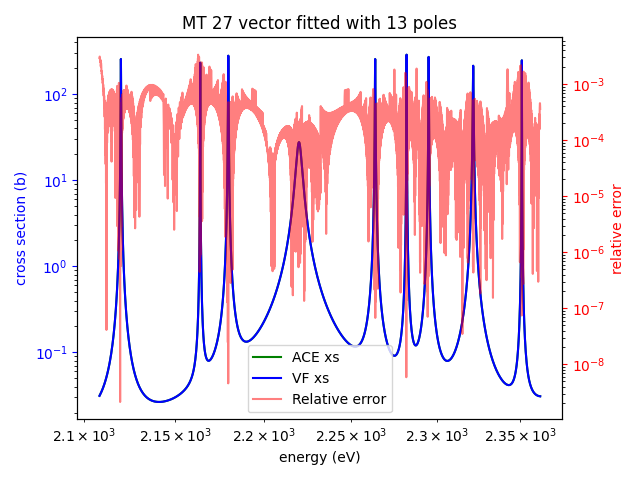 MT 27 vector fitted with 13 poles
10²
10¹
10⁰
10⁻¹
cross section (b)
10⁻³
10⁻⁴
10⁻⁵
10⁻⁶
10⁻⁷
10⁻⁸
relative error
ACE xs
VF xs
Relative error
2.1 × 10³ 2.15 × 10³ 2.2 × 10³ 2.25 × 10³ 2.3 × 10³ 2.35 × 10³
energy (eV)